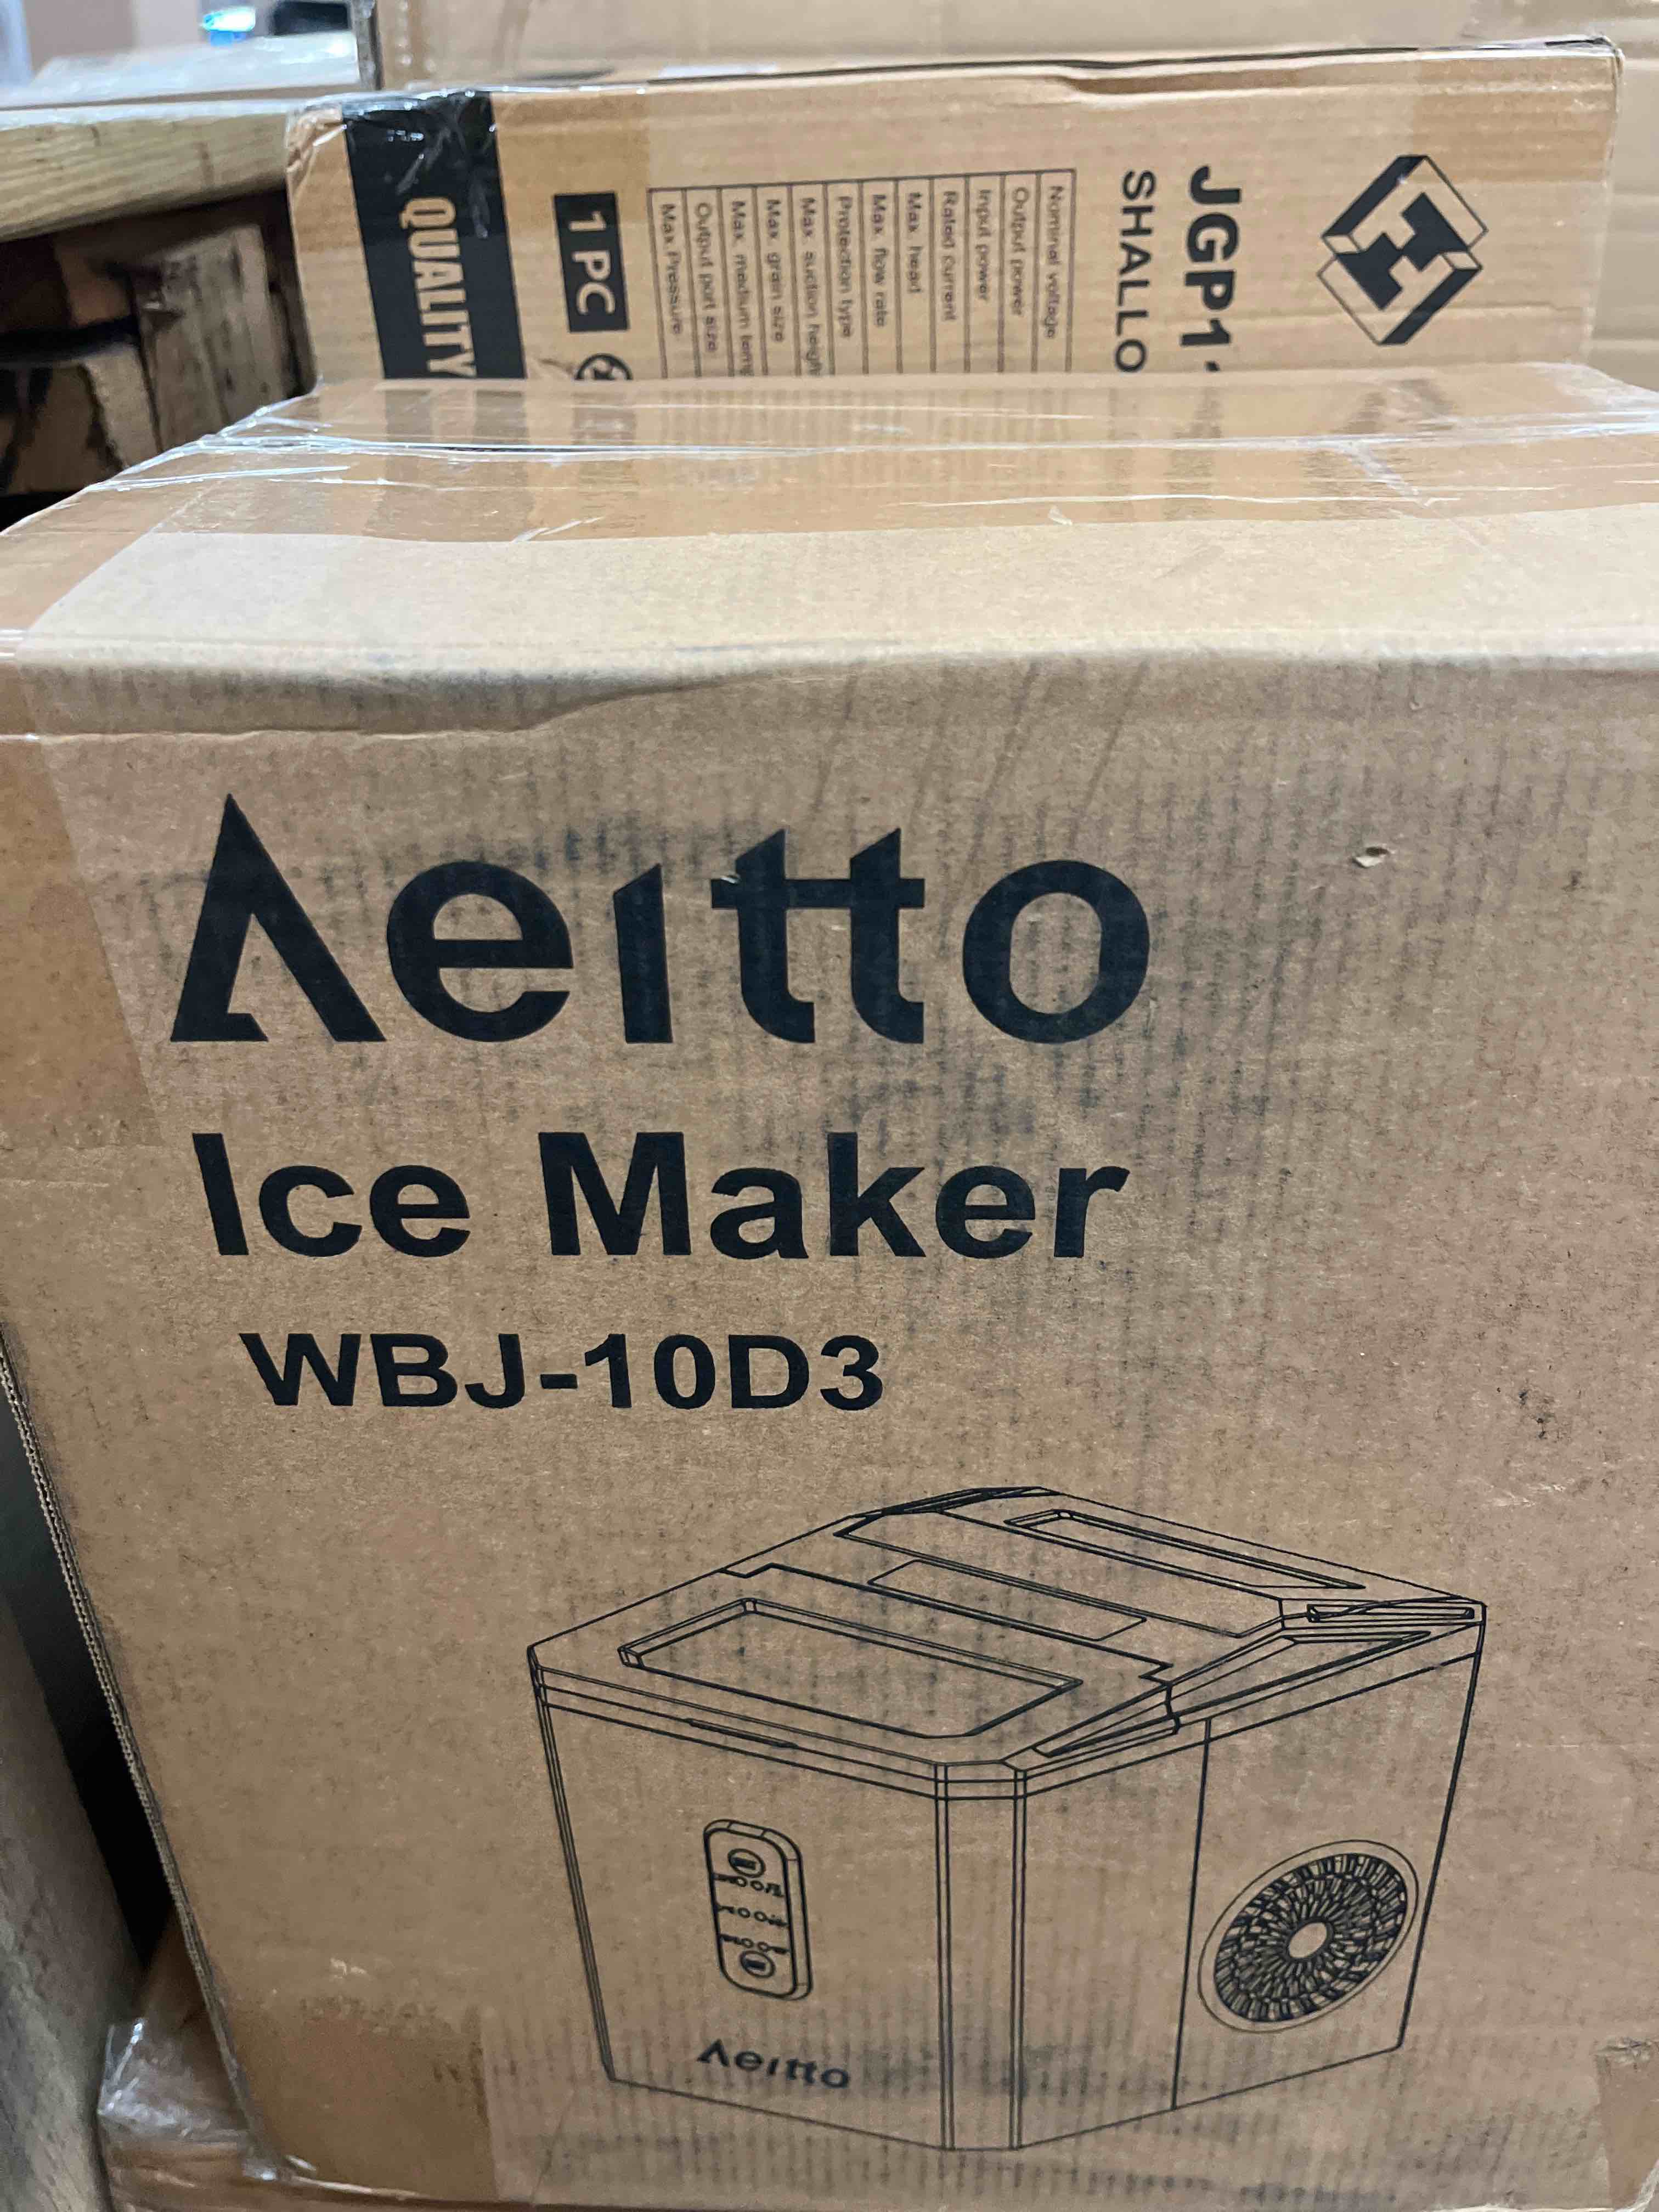 JGP1
SHALLO
Nominal voltage
Output power
Input power
Rated current
Max. head
Max. flow rate
Protection type
Max. suction heigh
Max. grain size
Max. medium temp
Output port size
Max Pressure
1 PC
QUALITY
Aeitto
Ice Maker
WBJ-10D3
Aeitto